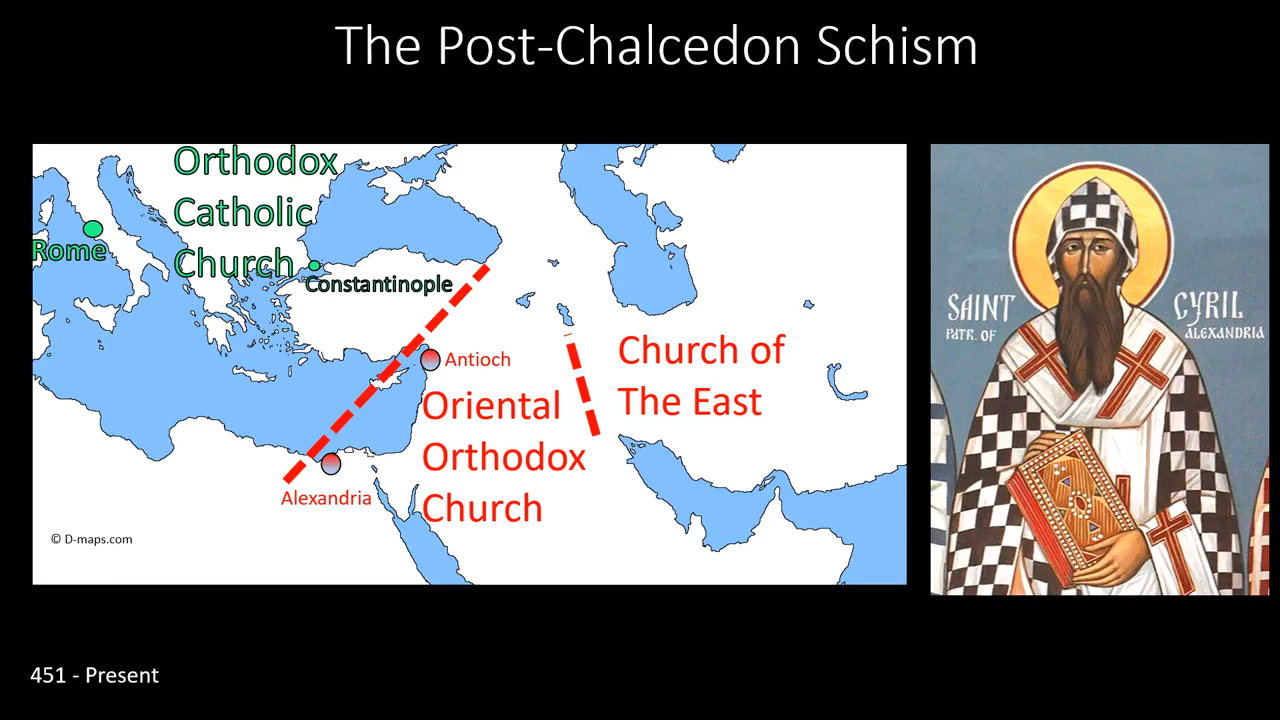 The Post-Chalcedon Schism
Orthodox
Catholic
Church
Rome
Constantinople
Antioch
Oriental
Orthodox
Church
Church of
The East
Alexandria
© D-maps.com
SAINT
PATR. OF
CYRIL
ALEXANDRIA
451 - Present